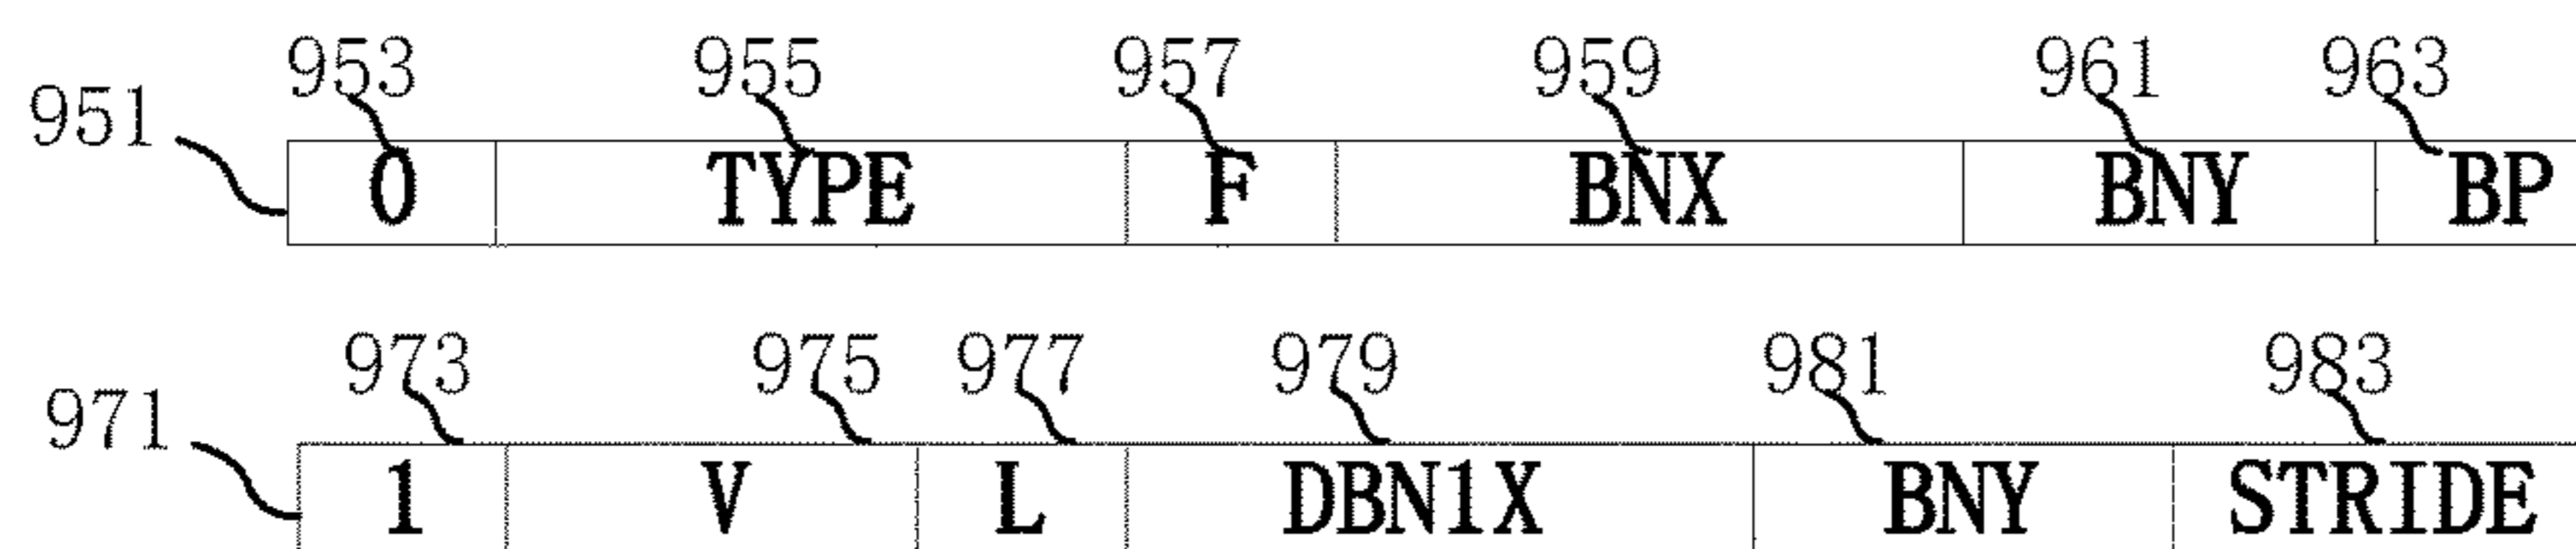 953 955 957 959 961 963
951
0 TYPE F BNX BNY BP
973 975 977 979 981 983
971
1 V L DBN1X BNY STRIDE